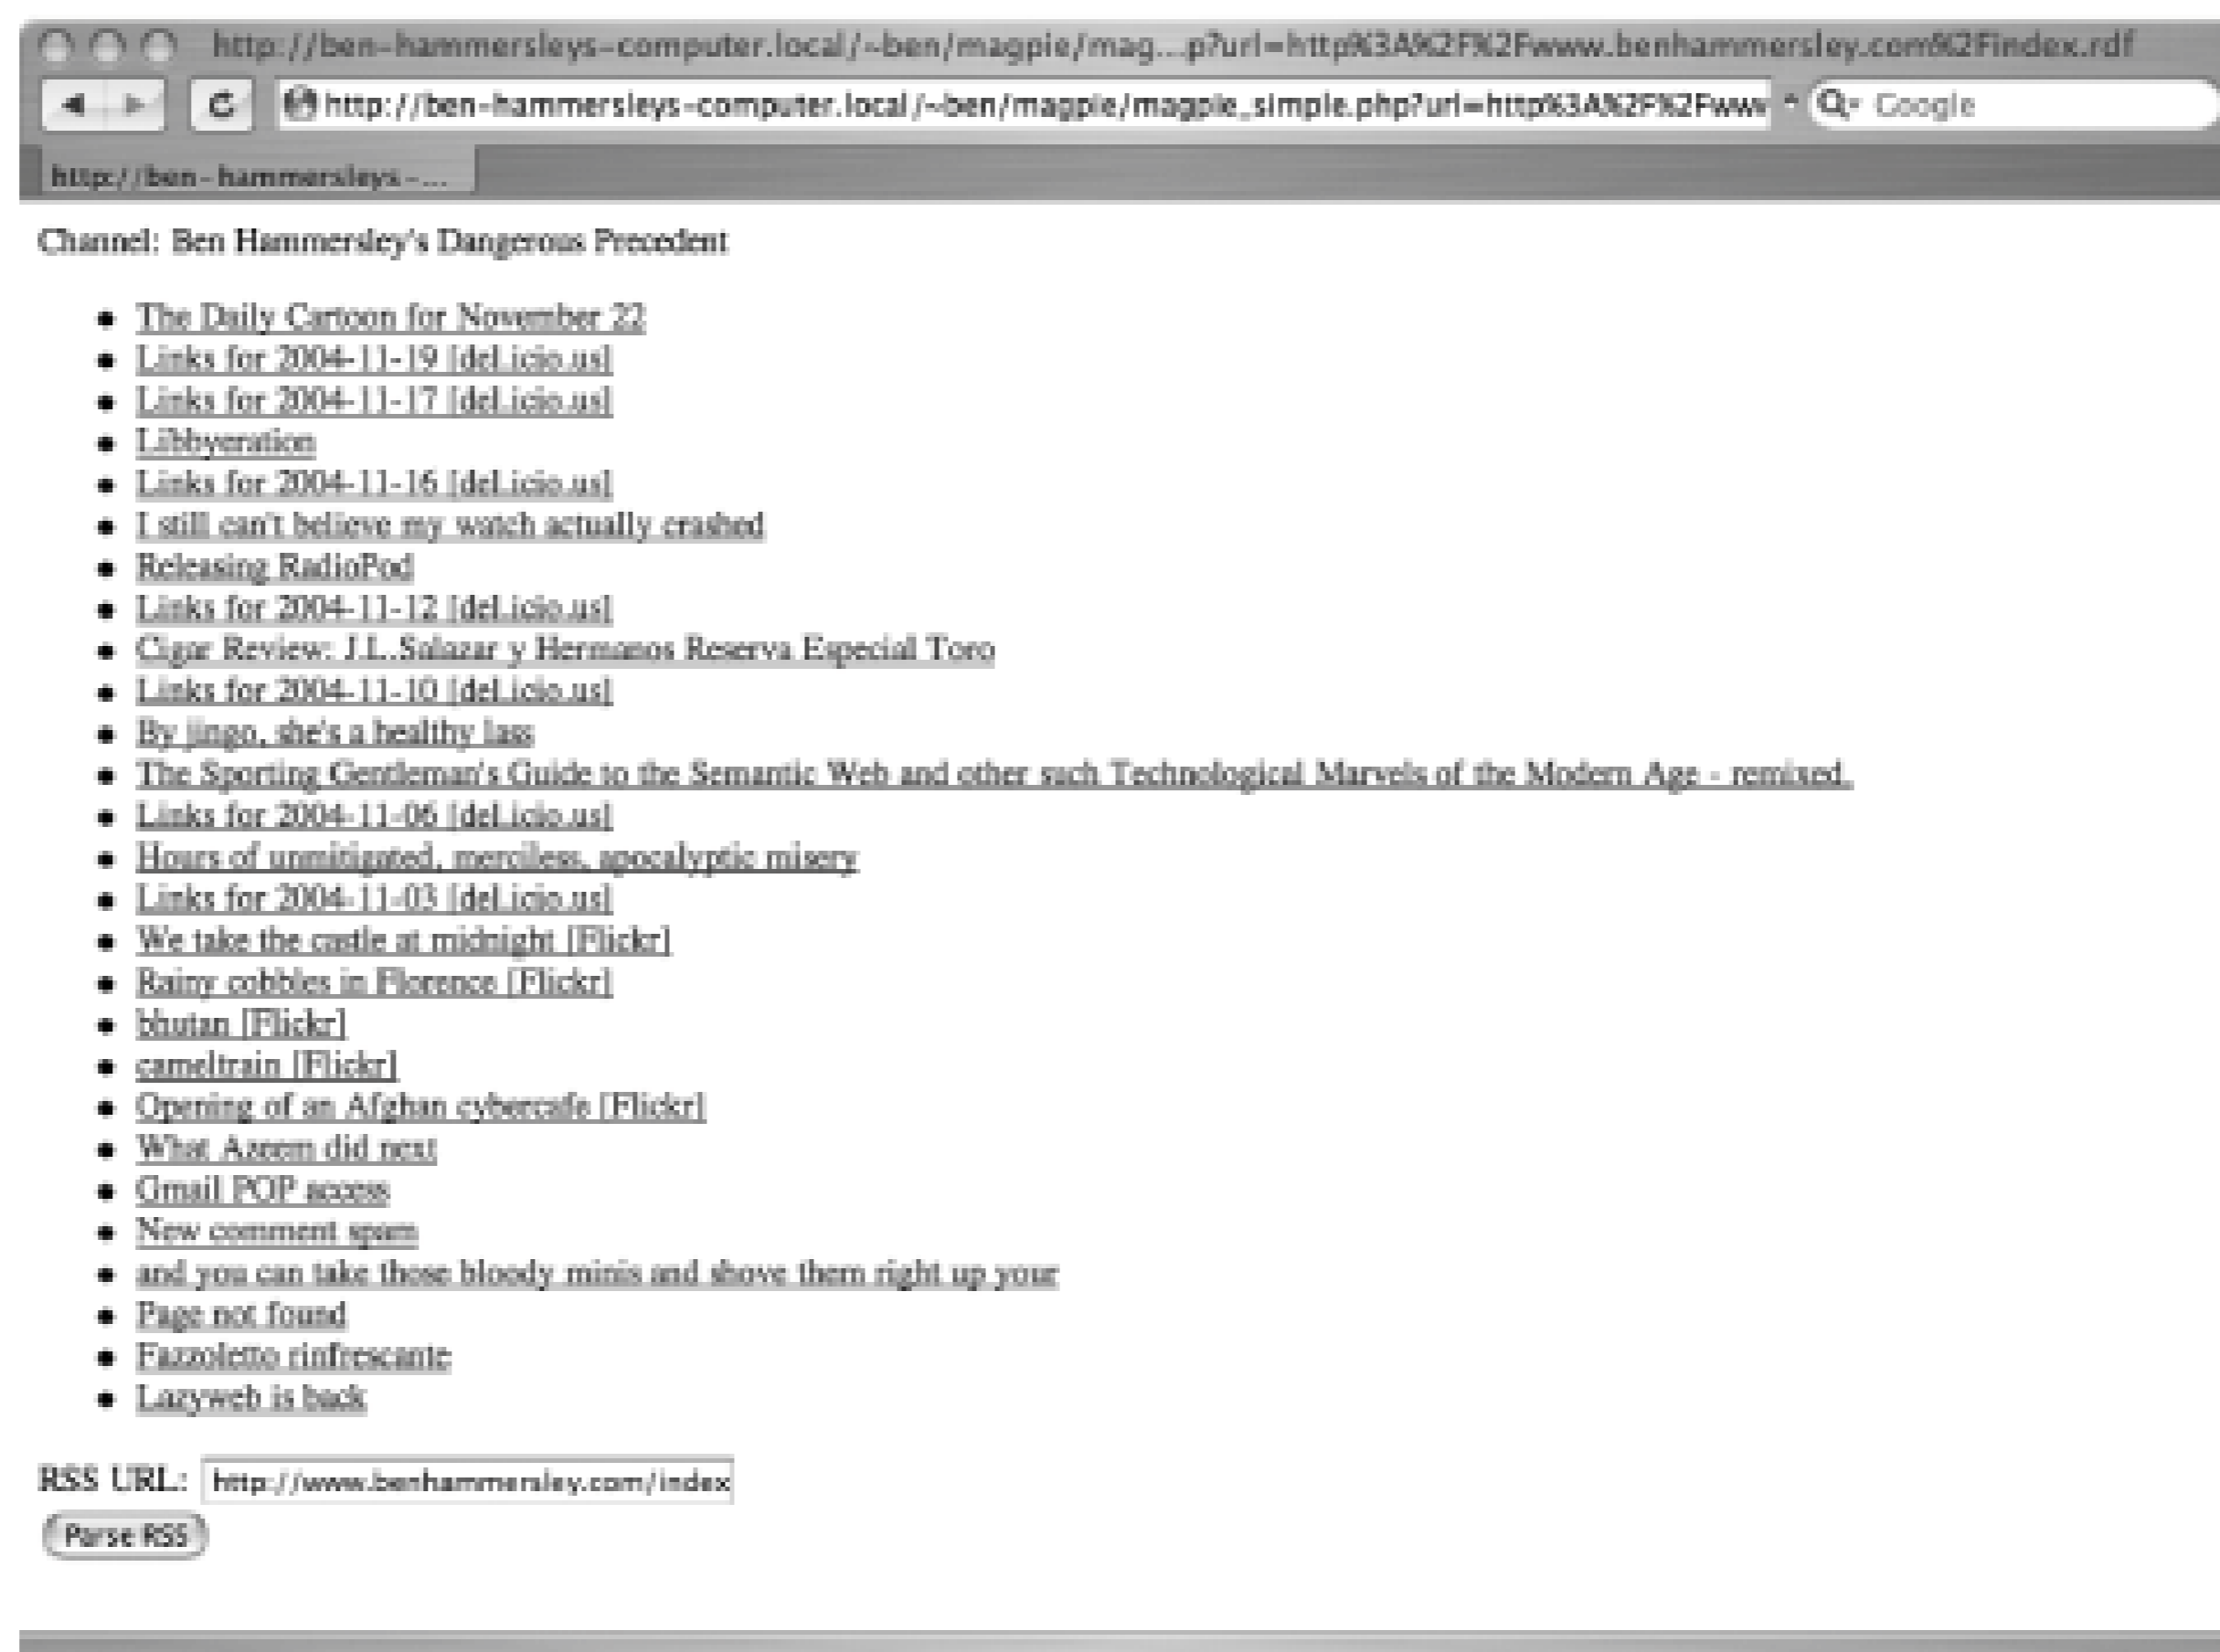 http://ben-hammersleys-computer.local/~ben/magpie/mag...p?url=http%3A%2F%2Fwww.benhammersley.com%2Findex.rdf
http://ben-hammersleys-computer.local/~ben/magpie/magpie_simple.php?url=http%3A%2F%2Fwww Google
http://ben-hammersleys-...
Channel: Ben Hammersley's Dangerous Precedent
The Daily Cartoon for November 22
Links for 2004-11-19 [del.icio.us]
Links for 2004-11-17 [del.icio.us]
Libbyeration
Links for 2004-11-16 [del.icio.us]
I still can't believe my watch actually crashed
Releasing RadioPod
Links for 2004-11-12 [del.icio.us]
Cigar Review: J.L.Salazar y Hermanos Reserva Especial Toro
Links for 2004-11-10 [del.icio.us]
By jingo, she's a healthy lass
The Sporting Gentleman's Guide to the Semantic Web and other such Technological Marvels of the Modern Age - remixed.
Links for 2004-11-06 [del.icio.us]
Hours of unmitigated, merciless, apocalyptic misery
Links for 2004-11-03 [del.icio.us]
We take the castle at midnight [Flickr]
Rainy cobbles in Florence [Flickr]
bhutan [Flickr]
cameltrain [Flickr]
Opening of an Afghan cybercafe [Flickr]
What Azeem did next
Gmail POP access
New comment spam
and you can take those bloody minis and shove them right up your
Page not found
Fazzoletto rinfrescante
Lazyweb is back
RSS URL: http://www.benhammersley.com/index
Parse RSS